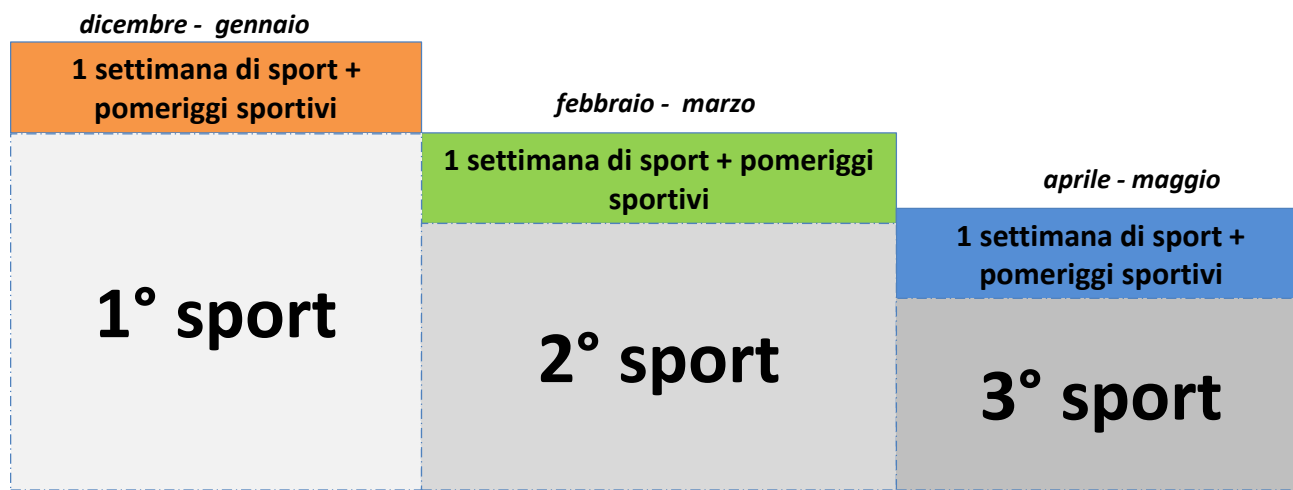 dicembre - gennaio
1 settimana di sport +
pomeriggi sportivi
1° sport
febbraio - marzo
1 settimana di sport + pomeriggi
sportivi
2° sport
aprile - maggio
1 settimana di sport +
pomeriggi sportivi
3° sport